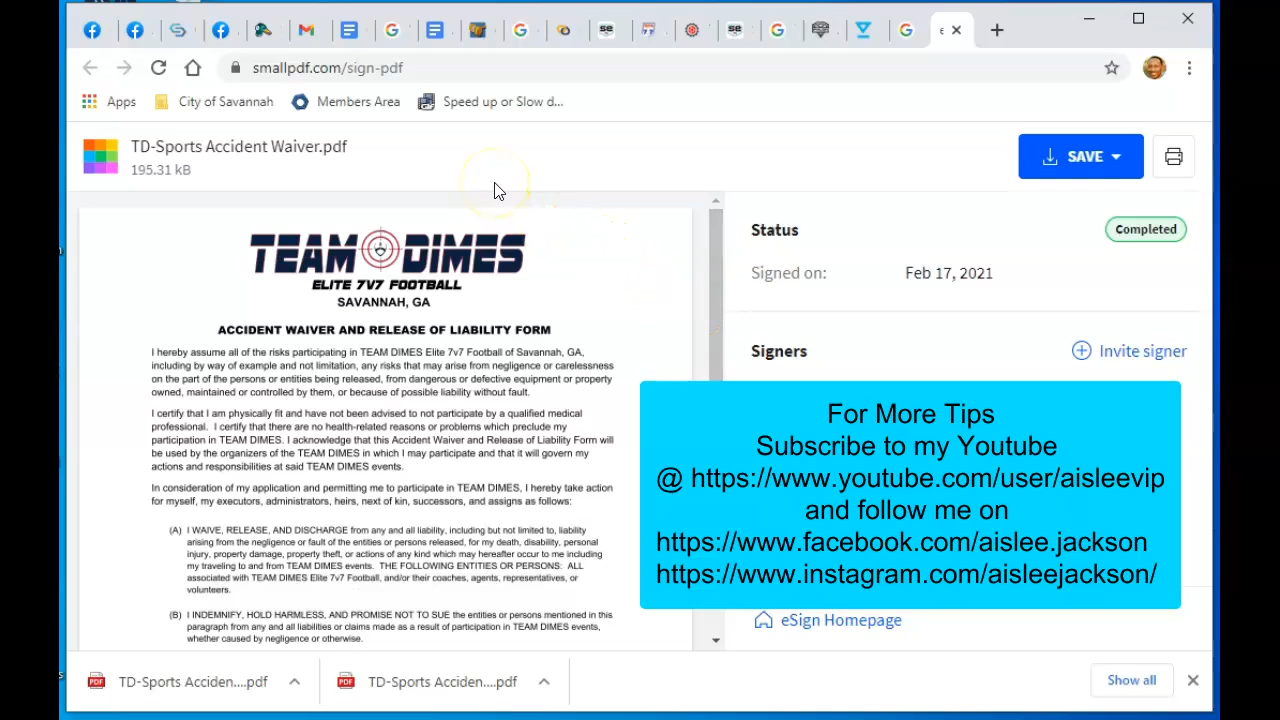 smallpdf.com/sign-pdf
Apps
City of Savannah
Members Area
Speed up or Slow d...
TD-Sports Accident Waiver.pdf
195.31 kB
SAVE
TEAM DIMES
ELITE 7V7 FOOTBALL
SAVANNAH, GA
ACCIDENT WAIVER AND RELEASE OF LIABILITY FORM
I hereby assume all of the risks participating in TEAM DIMES Elite 7v7 Football of Savannah, GA,
including by way of example and not limitation, any risks that may arise from negligence or carelessness
on the part of the persons or entities being released, from dangerous or defective equipment or property
owned, maintained or controlled by them, or because of possible liability without fault.
I certify that I am physically fit and have not been advised to not participate by a qualified medical
professional. I certify that there are no health-related reasons or problems which preclude my
participation in TEAM DIMES. I acknowledge that this Accident Waiver and Release of Liability Form will
be used by the organizers of the TEAM DIMES in which I may participate and that it will govern my
actions and responsibilities at said TEAM DIMES events.
In consideration of my application and permitting me to participate in TEAM DIMES, I hereby take action
for myself, my executors, administrators, heirs, next of kin, successors, and assigns as follows:
(A) I WAIVE, RELEASE, AND DISCHARGE from any and all liability, including but not limited to, liability
arising from the negligence or fault of the entities or persons released, for my death, disability, personal
injury, property damage, property theft, or actions of any kind which may hereafter occur to me including
my traveling to and from TEAM DIMES events. THE FOLLOWING ENTITIES OR PERSONS: ALL
associated with TEAM DIMES Elite 7v7 Football, and/or their coaches, agents, representatives, or
volunteers.
(B) I INDEMNIFY, HOLD HARMLESS, AND PROMISE NOT TO SUE the entities or persons mentioned in this
paragraph from any and all liabilities or claims made as a result of participation in TEAM DIMES events,
whether caused by negligence or otherwise.
Status
Completed
Signed on:
Feb 17, 2021
Signers
Invite signer
For More Tips
Subscribe to my Youtube
@ https://www.youtube.com/user/aisleevip
and follow me on
https://www.facebook.com/aislee.jackson
https://www.instagram.com/aisleejackson/
eSign Homepage
TD-Sports Acciden....pdf
TD-Sports Acciden....pdf
Show all